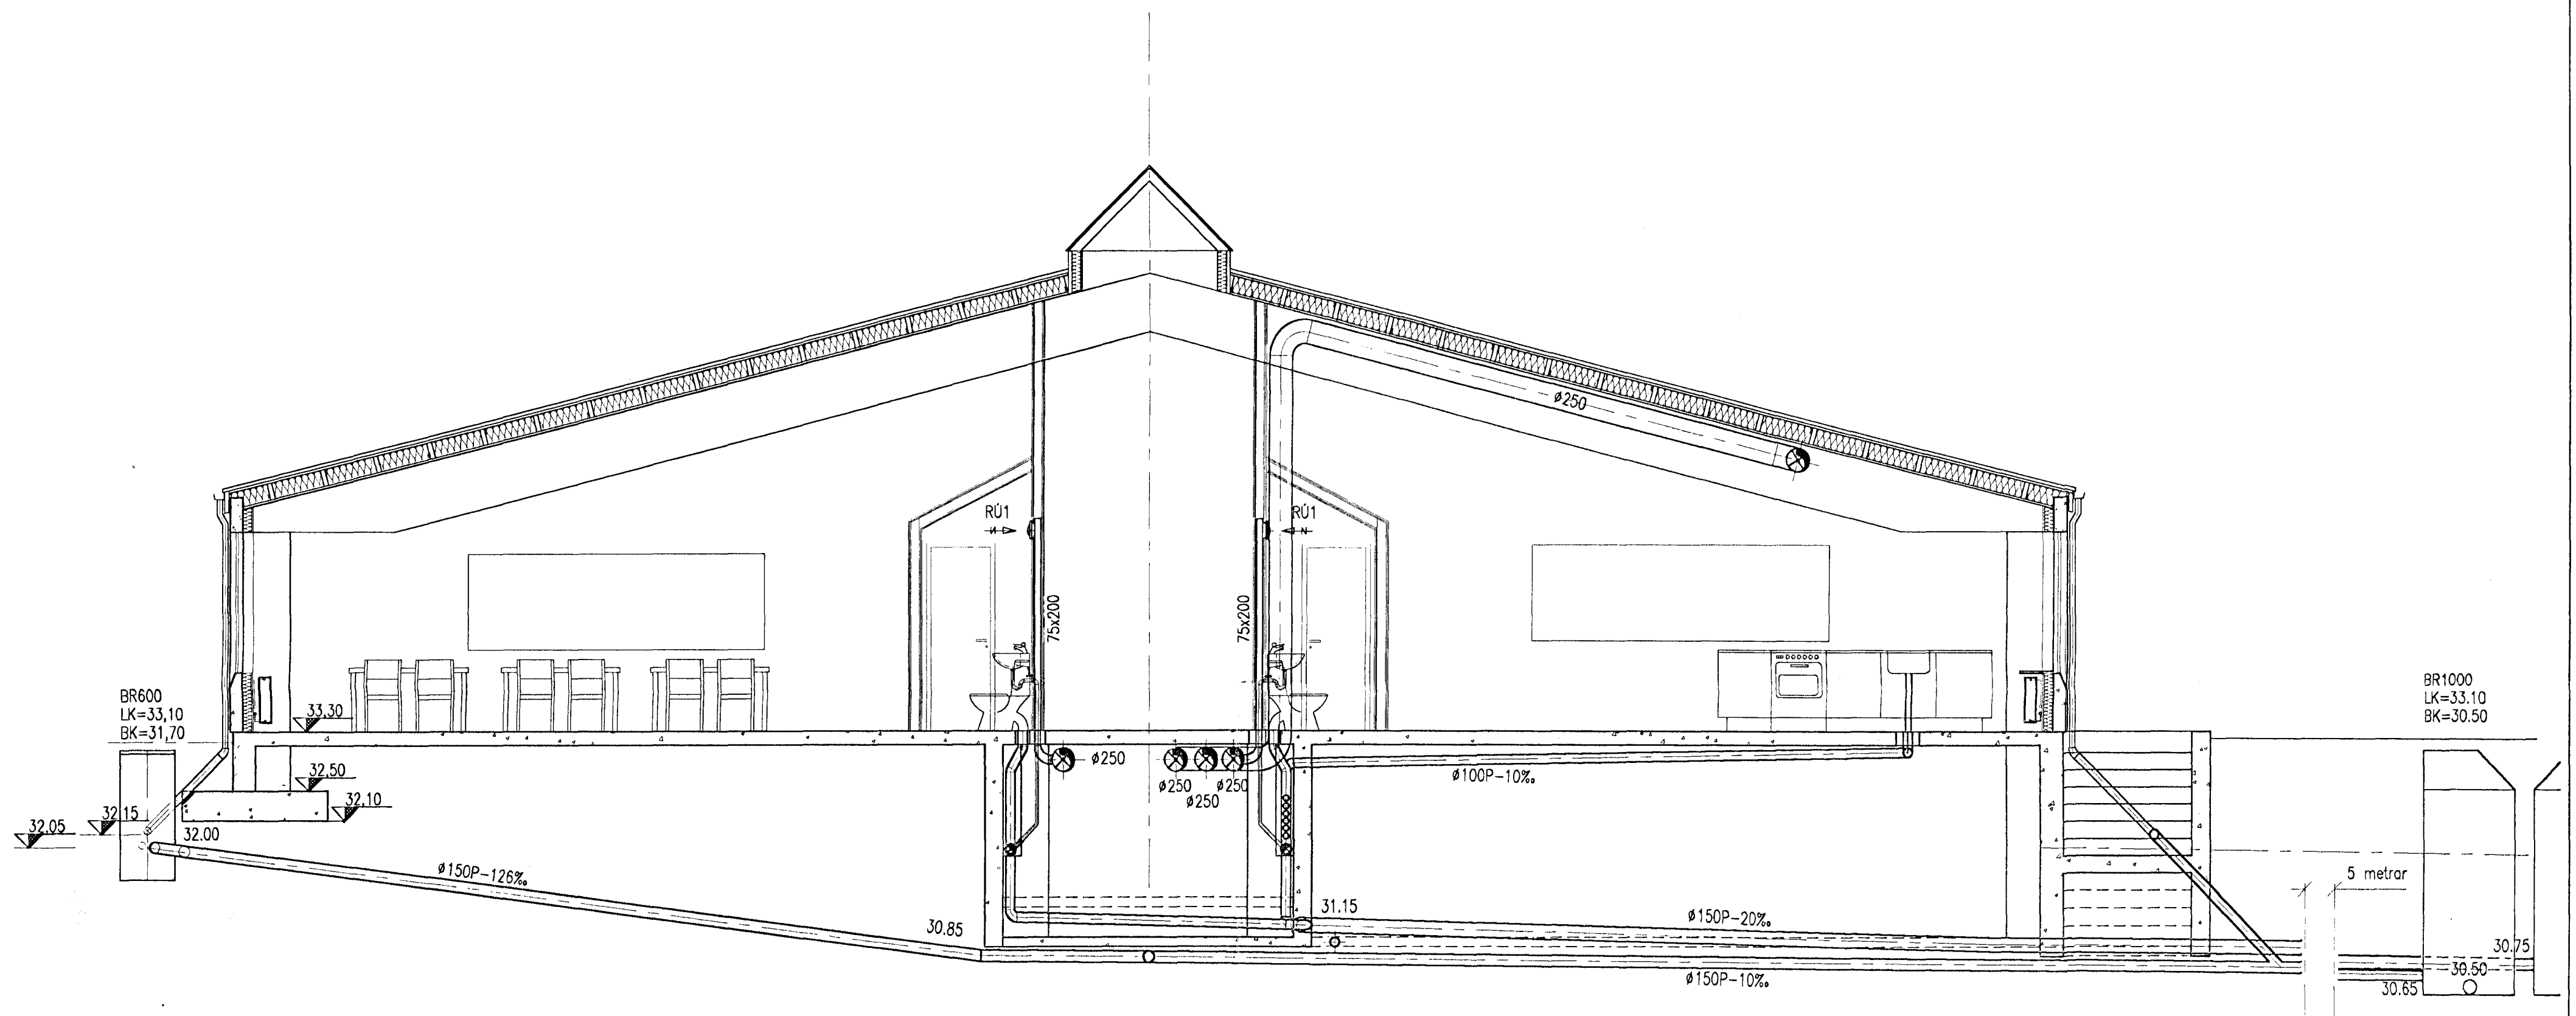 Ø250
RÚ1
RÚ1
75x200
75x200
BR600
LK=33,10
BK=31,70
BR1000
LK=33.10
BK=30.50
33,30
Ø250
Ø250
Ø250
Ø250
Ø100P-10‰
32,50
32,10
32.15
32.05
32.00
Ø150P-126‰
5 metrar
31.15
Ø150P-20‰
30.85
30.75
30.50
Ø150P-10‰
30.65